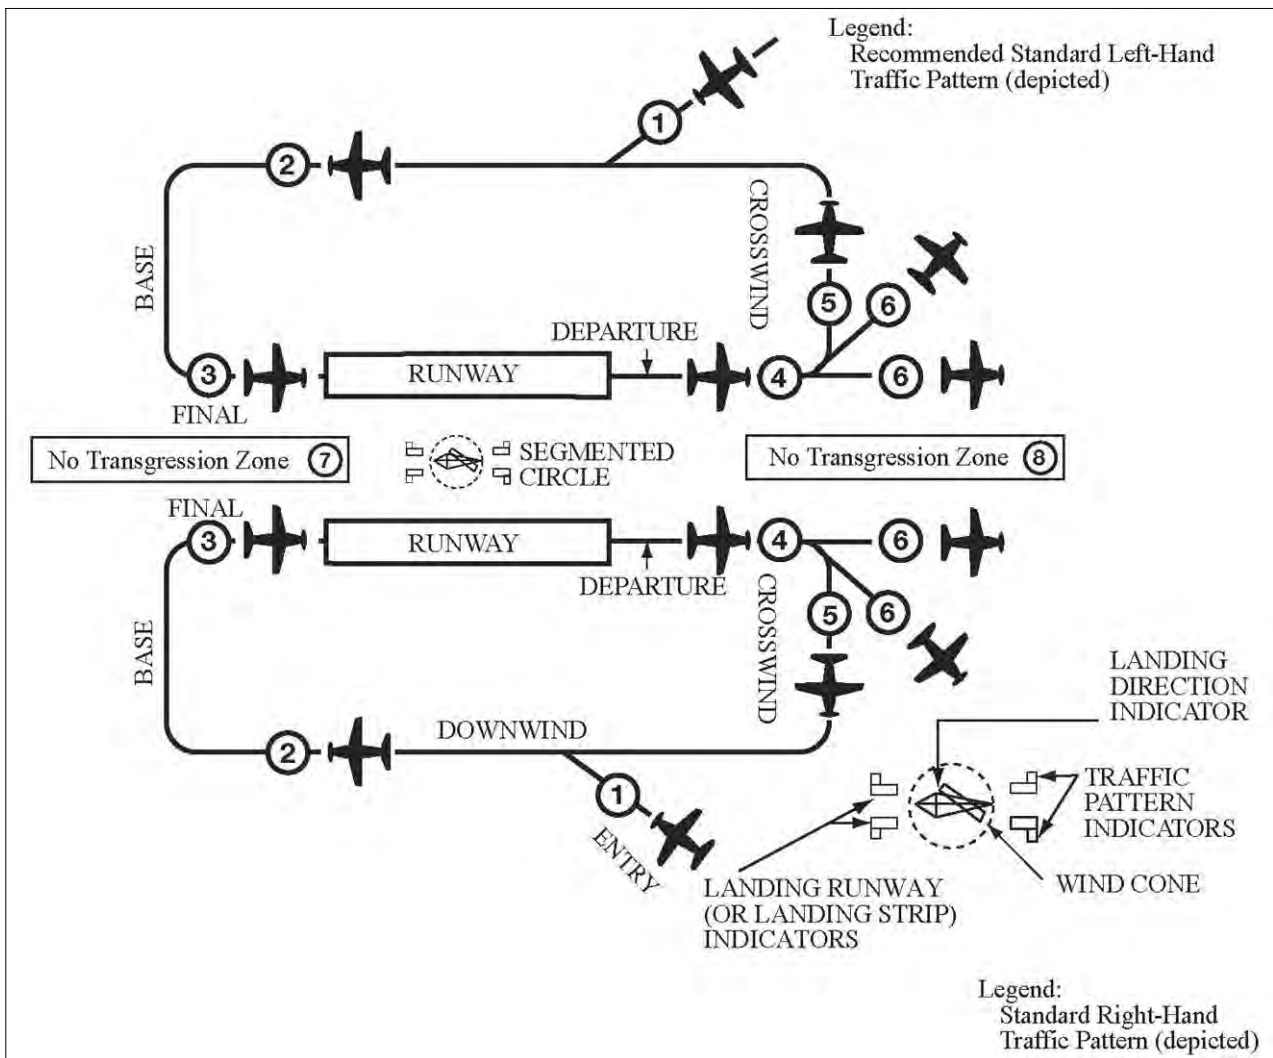 Legend:
Recommended Standard Left-Hand
Traffic Pattern (depicted)
1
2
CROSSWIND
BASE
5
6
DEPARTURE
3
RUNWAY
4
6
FINAL
No Transgression Zone 7
SEGMENTED
CIRCLE
No Transgression Zone 8
FINAL
3
RUNWAY
4
6
DEPARTURE
CROSSWIND
5
6
BASE
DOWNWIND
2
1
ENTRY
LANDING
DIRECTION
INDICATOR
TRAFFIC
PATTERN
INDICATORS
WIND CONE
LANDING RUNWAY
(OR LANDING STRIP)
INDICATORS
Legend:
Standard Right-Hand
Traffic Pattern (depicted)